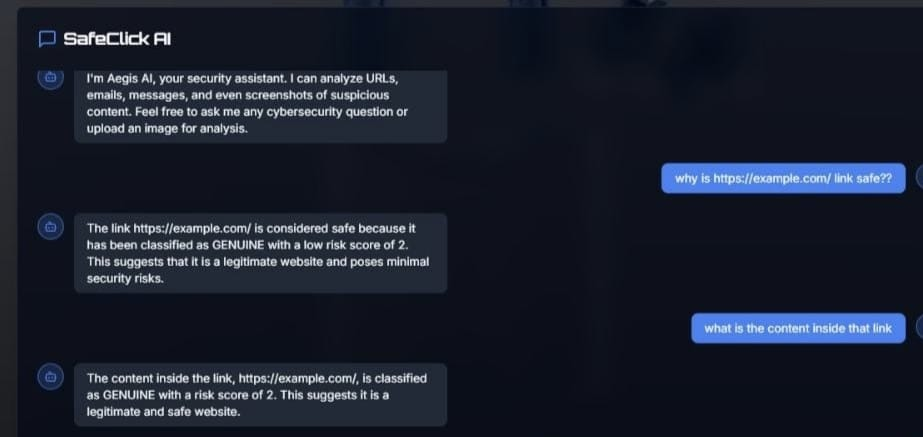 SafeClick AI
I'm Aegis AI, your security assistant. I can analyze URLs,
emails, messages, and even screenshots of suspicious
content. Feel free to ask me any cybersecurity question or
upload an image for analysis.
why is https://example.com/ link safe??
The link https://example.com/ is considered safe because it
has been classified as GENUINE with a low risk score of 2.
This suggests that it is a legitimate website and poses minimal
security risks.
what is the content inside that link
The content inside the link, https://example.com/, is classified
as GENUINE with a risk score of 2. This suggests it is a
legitimate and safe website.